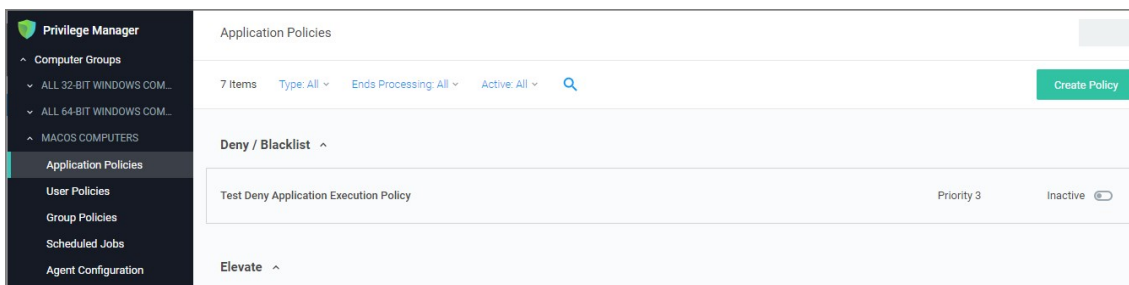 Privilege Manager
Computer Groups
ALL 32-BIT WINDOWS COM...
ALL 64-BIT WINDOWS COM...
MACOS COMPUTERS
Application Policies
User Policies
Group Policies
Scheduled Jobs
Agent Configuration
Application Policies
7 Items Type: All Ends Processing: All Active: All
Create Policy
Deny / Blacklist
Test Deny Application Execution Policy Priority 3 Inactive
Elevate